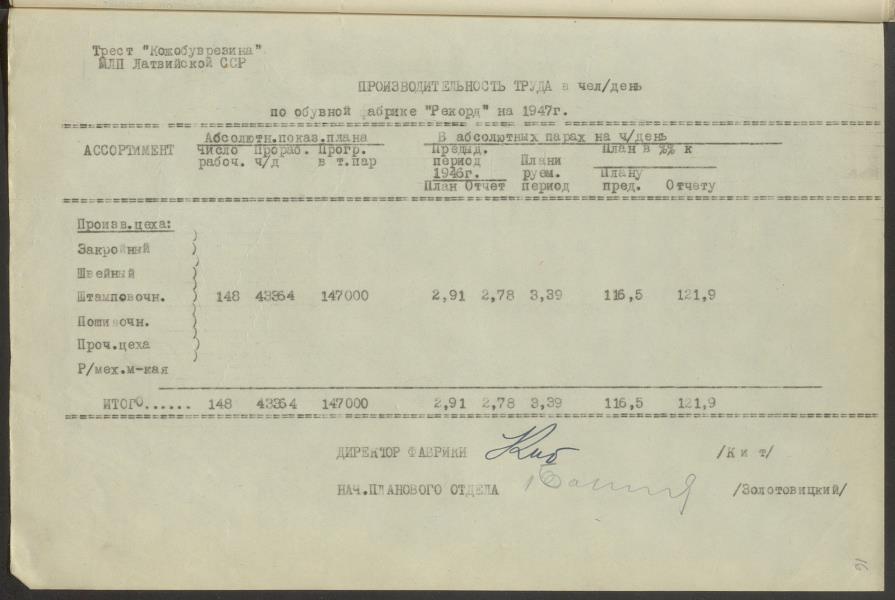 Трест "Кожобуврезина"
МЛП Латвийской ССР
ПРОИЗВОДИТЕЛЬНОСТЬ ТРУДА в чел/день
по обувной фабрике "Рекорд" на 1947г.
Абсолютн.показ.плана В абсолютных парах на ч/день
АССОРТИМЕНТ Число Прораб. Прогр. Предыд. План в %% к
рабоч. ч/д в т.пар период Плани
1946г. руем. Плану
План Отчет период пред. Отчету
Произв.цеха:
Закройный
Швейный
Штамповочн. 148 43364 147000 2,91 2,78 3,39 116,5 121,9
Пошивочн.
Проч.цеха
Р/мех.м-кая
ИТОГО...... 148 43364 147000 2,91 2,78 3,39 116,5 121,9
ДИРЕКТОР ФАБРИКИ Кит /К и т/
НАЧ.ПЛАНОВОГО ОТДЕЛА /Золотовицкий/